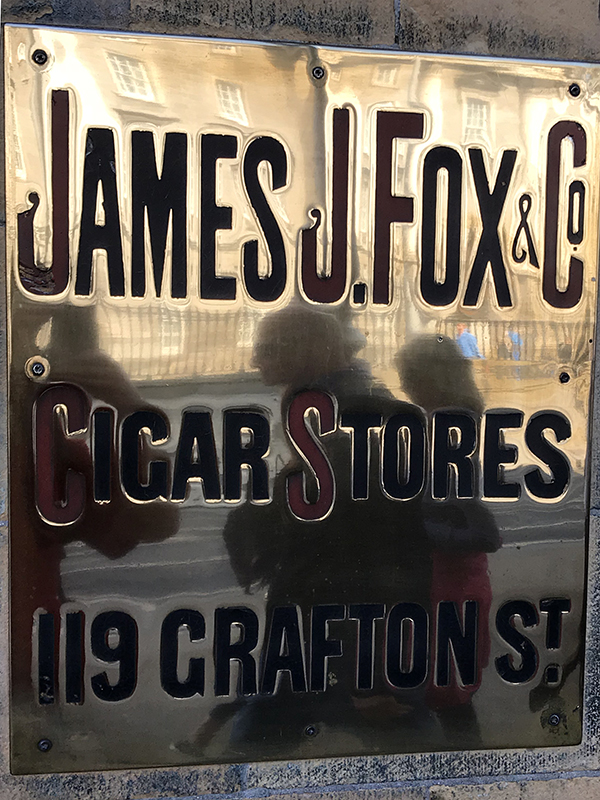 JAMES J. FOX & Co.
CIGAR STORES
119 GRAFTON ST.